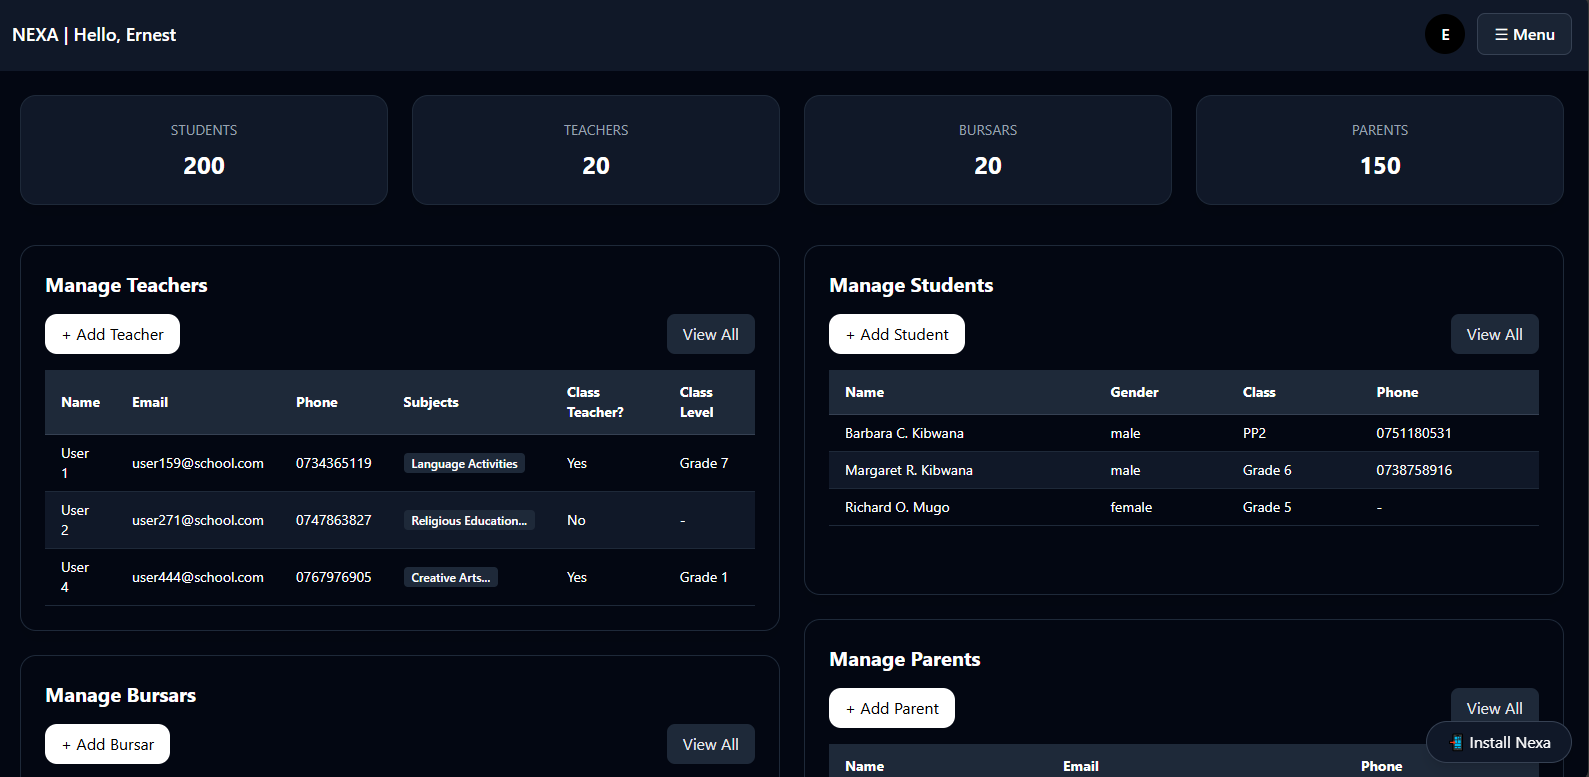 NEXA | Hello, Ernest
E
☰ Menu
STUDENTS
200
TEACHERS
20
BURSARS
20
PARENTS
150
Manage Teachers
+ Add Teacher
View All
Name Email Phone Subjects Class Teacher? Class Level
User 1 user159@school.com 0734365119 Language Activities Yes Grade 7
User 2 user271@school.com 0747863827 Religious Education... No -
User 4 user444@school.com 0767976905 Creative Arts... Yes Grade 1
Manage Students
+ Add Student
View All
Name Gender Class Phone
Barbara C. Kibwana male PP2 0751180531
Margaret R. Kibwana male Grade 6 0738758916
Richard O. Mugo female Grade 5 -
Manage Bursars
+ Add Bursar
View All
Manage Parents
+ Add Parent
View All
Name Email Phone
Install Nexa